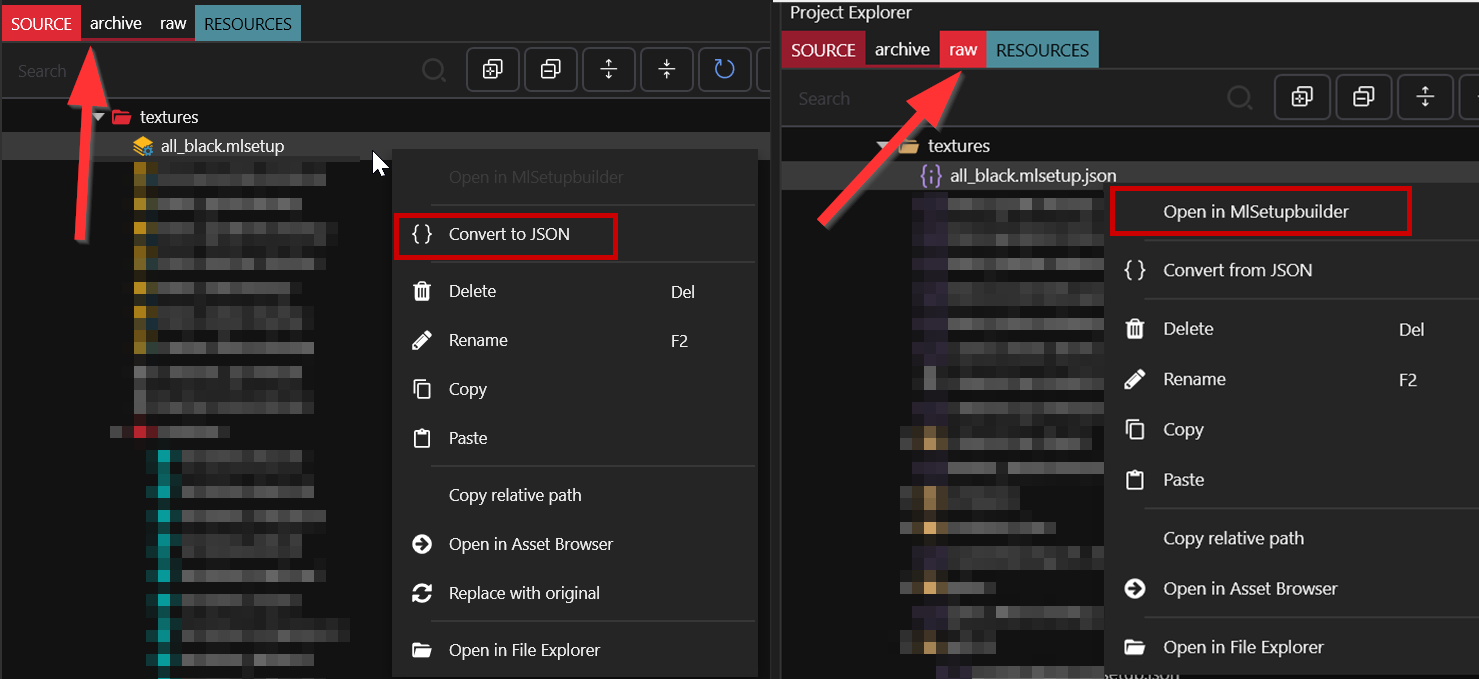 SOURCE archive raw RESOURCES
Search
textures
all_black.mlsetup
Open in MlSetupbuilder
{ } Convert to JSON
Delete Del
Rename F2
Copy
Paste
Copy relative path
Open in Asset Browser
Replace with original
Open in File Explorer
Project Explorer
SOURCE archive raw RESOURCES
Search
textures
{i} all_black.mlsetup.json
Open in MlSetupbuilder
{ } Convert from JSON
Delete Del
Rename F2
Copy
Paste
Copy relative path
Open in Asset Browser
Open in File Explorer